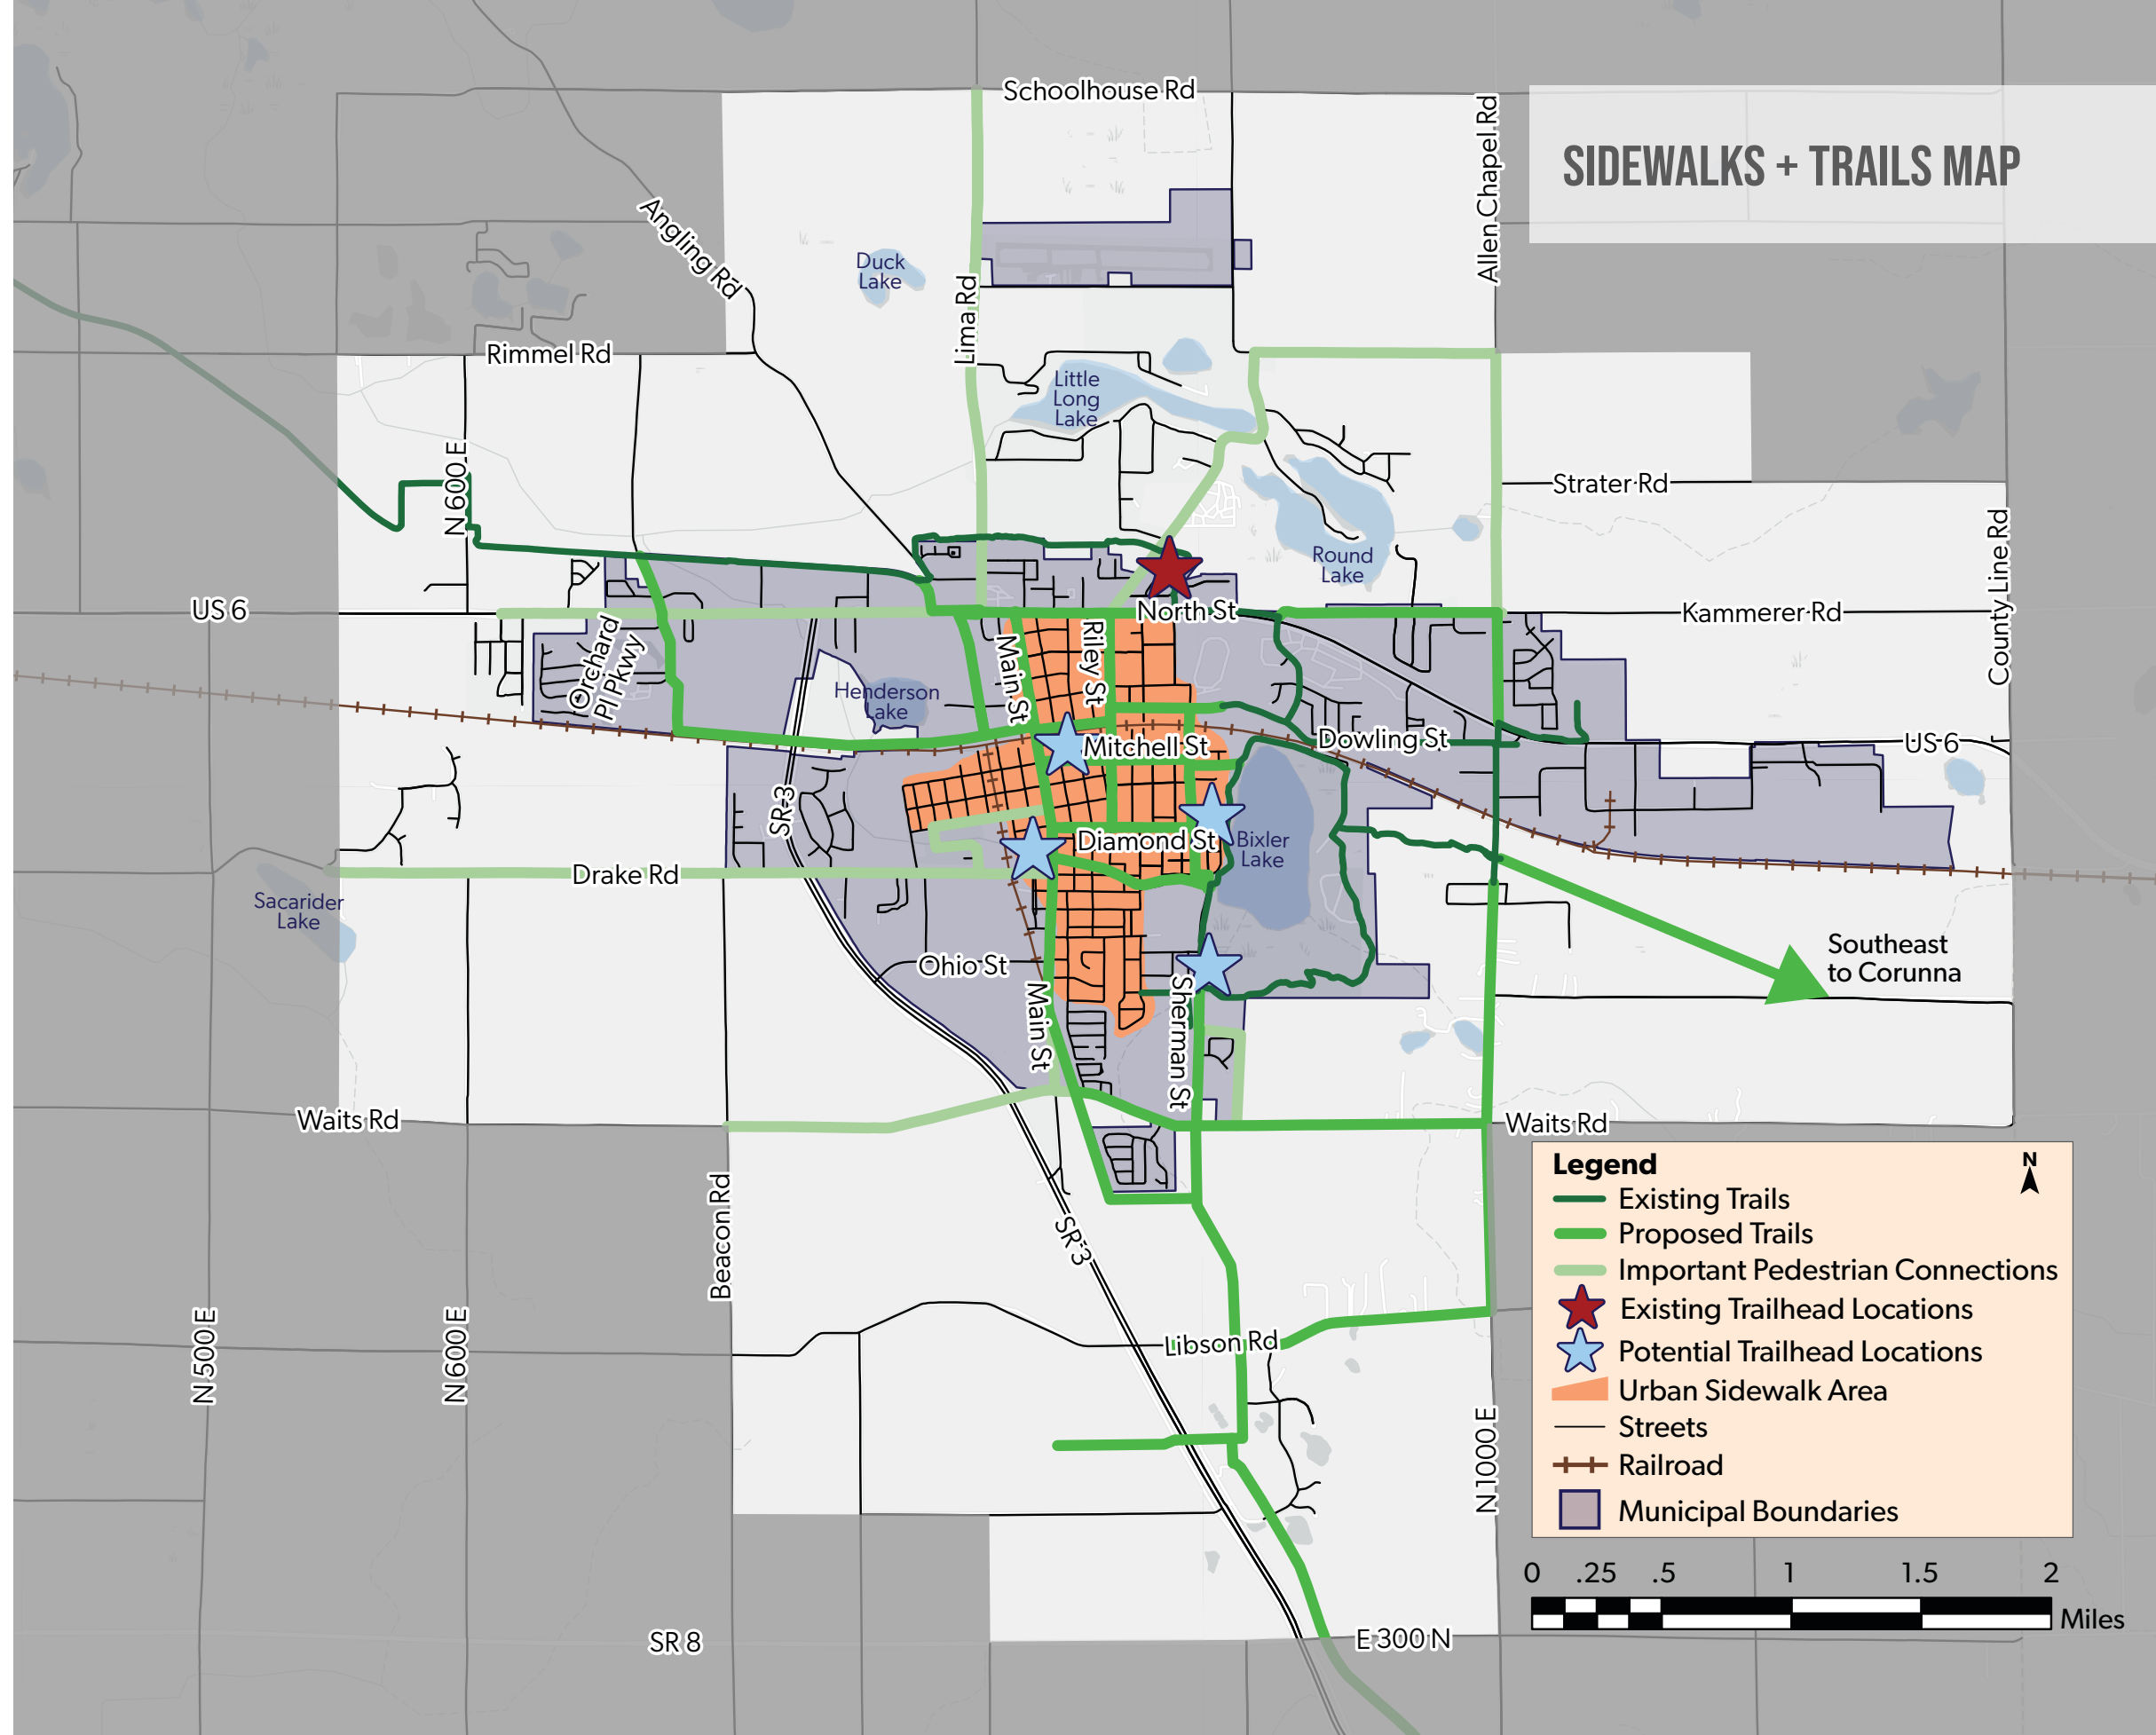 Schoolhouse Rd
Allen Chapel Rd
SIDEWALKS + TRAILS MAP
Angling Rd
Duck
Lake
Lima Rd
Rimmel Rd
Little
Long
Lake
N 600 E
Strater Rd
Round
Lake
County Line Rd
US 6
North St
Kammerer Rd
Orchard
Pl Pkwy
Main St
Riley St
Henderson
Lake
Mitchell St
Dowling St
US 6
SR-3
Diamond St
Bixler
Lake
Drake Rd
Sacarider
Lake
Ohio St
Southeast
to Corunna
Main St
Sherman St
Waits Rd
Waits Rd
Beacon Rd
SR 3
Libson Rd
N 500 E
N 600 E
N 1000 E
SR 8
E 300 N
Legend
N
Existing Trails
Proposed Trails
Important Pedestrian Connections
Existing Trailhead Locations
Potential Trailhead Locations
Urban Sidewalk Area
Streets
Railroad
Municipal Boundaries
0 .25 .5 1 1.5 2
Miles